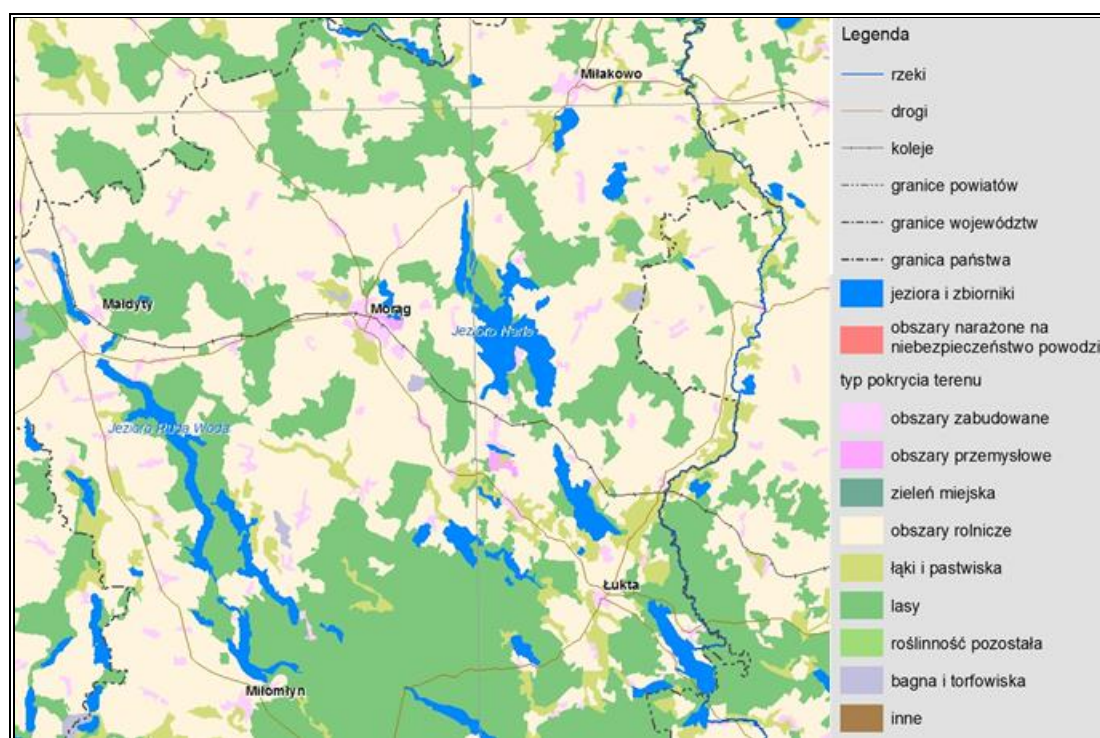 Miłakowo
Małdyty
Morąg
Jezioro Narie
Jezioro Ruda Woda
Łukta
Miłomłyn
Legenda
rzeki
drogi
koleje
granice powiatów
granice województw
granica państwa
jeziora i zbiorniki
obszary narażone na
niebezpieczeństwo powodzi
typ pokrycia terenu
obszary zabudowane
obszary przemysłowe
zieleń miejska
obszary rolnicze
łąki i pastwiska
lasy
roślinność pozostała
bagna i torfowiska
inne